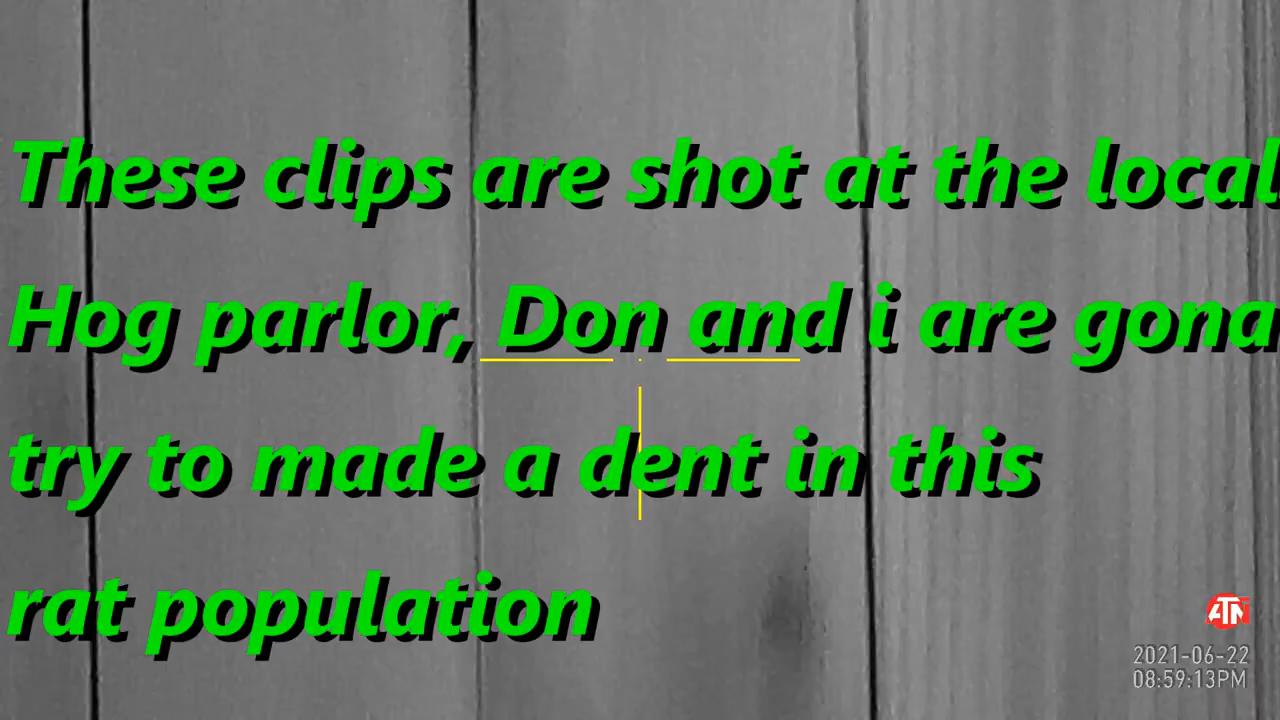 These clips are shot at the local
Hog parlor, Don and i are gona
try to made a dent in this
rat population
ATN
2021-06-22
08:59:13PM